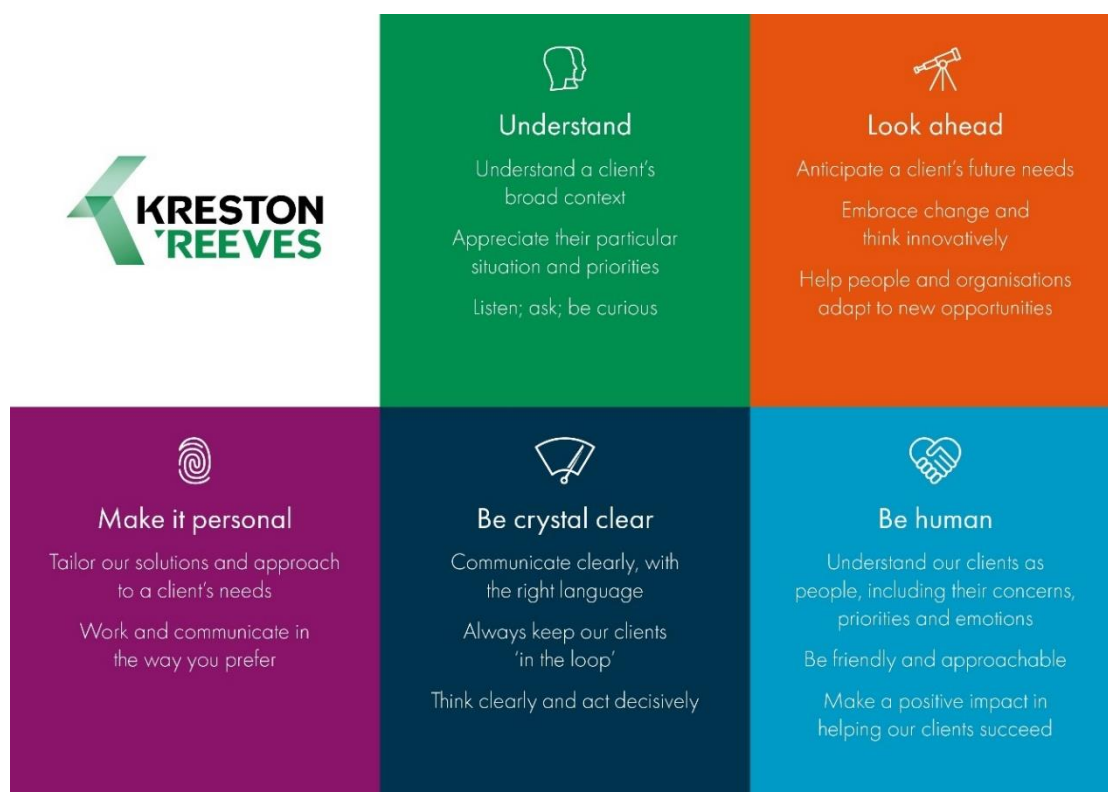 KRESTON
REEVES
Understand
Understand a client's
broad context
Appreciate their particular
situation and priorities
Listen; ask; be curious
Look ahead
Anticipate a client's future needs
Embrace change and
think innovatively
Help people and organisations
adapt to new opportunities
Make it personal
Tailor our solutions and approach
to a client's needs
Work and communicate in
the way you prefer
Be crystal clear
Communicate clearly, with
the right language
Always keep our clients
'in the loop'
Think clearly and act decisively
Be human
Understand our clients as
people, including their concerns,
priorities and emotions
Be friendly and approachable
Make a positive impact in
helping our clients succeed